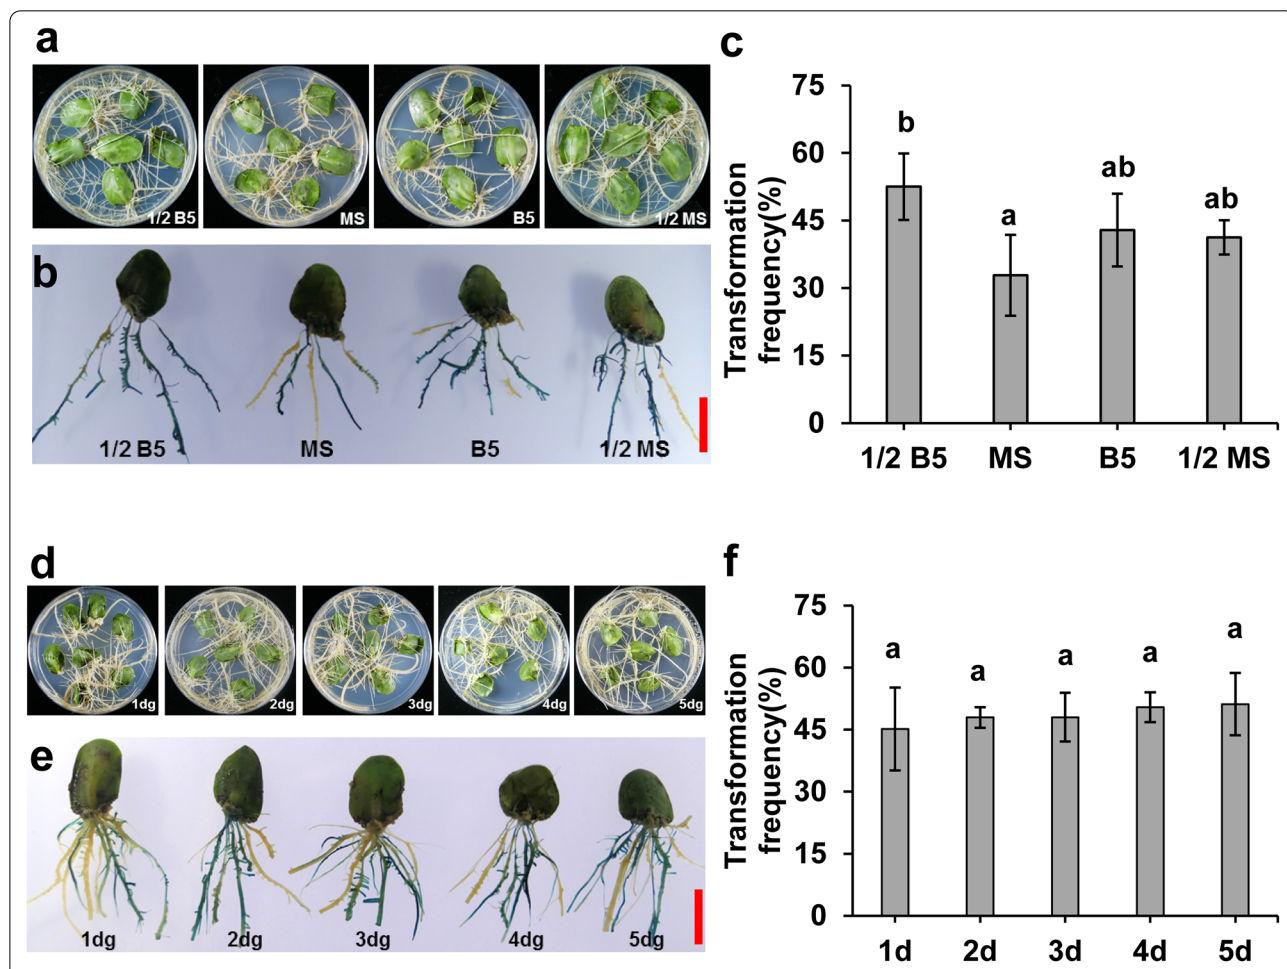 a
1/2 B5
MS
B5
1/2 MS
b
1/2 B5
MS
B5
1/2 MS
c
Transformation
frequency(%)
75
60
45
30
15
0
b
a
ab
ab
1/2 B5
MS
B5
1/2 MS
d
1dg
2dg
3dg
4dg
5dg
e
1dg
2dg
3dg
4dg
5dg
f
Transformation
frequency(%)
75
60
45
30
15
0
a
a
a
a
a
1d
2d
3d
4d
5d